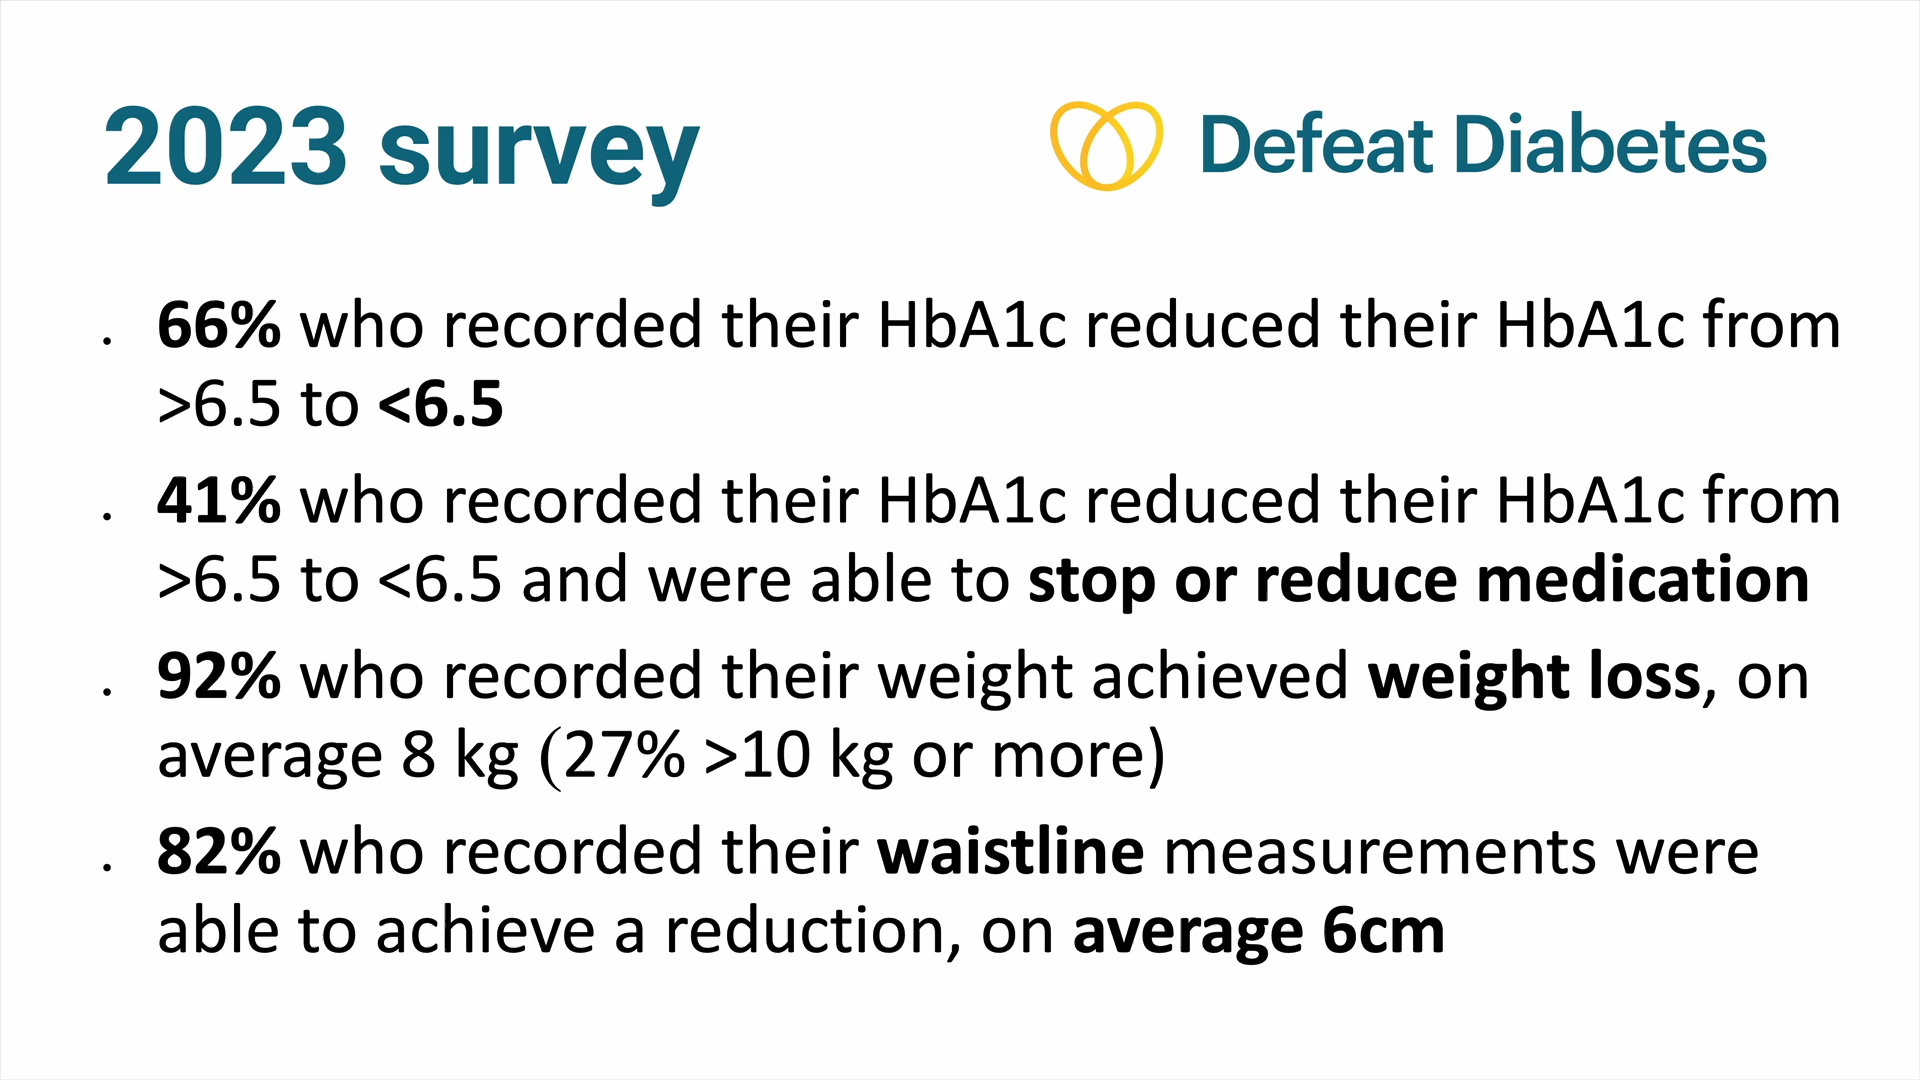 2023 survey
Defeat Diabetes
. 66% who recorded their HbA1c reduced their HbA1c from
>6.5 to <6.5
. 41% who recorded their HbA1c reduced their HbA1c from
>6.5 to <6.5 and were able to stop or reduce medication
. 92% who recorded their weight achieved weight loss, on
average 8 kg (27% >10 kg or more)
. 82% who recorded their waistline measurements were
able to achieve a reduction, on average 6cm